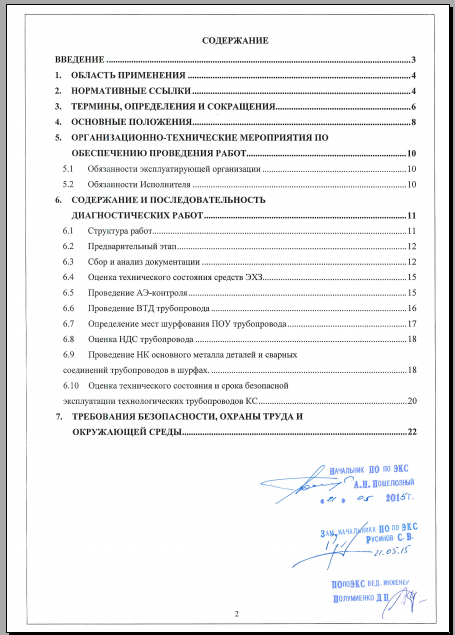 СОДЕРЖАНИЕ
ВВЕДЕНИЕ 3
1. ОБЛАСТЬ ПРИМЕНЕНИЯ 4
2. НОРМАТИВНЫЕ ССЫЛКИ 4
3. ТЕРМИНЫ, ОПРЕДЕЛЕНИЯ И СОКРАЩЕНИЯ 6
4. ОСНОВНЫЕ ПОЛОЖЕНИЯ 8
5. ОРГАНИЗАЦИОННО-ТЕХНИЧЕСКИЕ МЕРОПРИЯТИЯ ПО
ОБЕСПЕЧЕНИЮ ПРОВЕДЕНИЯ РАБОТ 10
5.1 Обязанности эксплуатирующей организации 10
5.2 Обязанности Исполнителя 10
6. СОДЕРЖАНИЕ И ПОСЛЕДОВАТЕЛЬНОСТЬ
ДИАГНОСТИЧЕСКИХ РАБОТ 11
6.1 Структура работ 11
6.2 Предварительный этап 12
6.3 Сбор и анализ документации 12
6.4 Оценка технического состояния средств ЭХЗ 15
6.5 Проведение АЭ-контроля 15
6.6 Проведение ВТД трубопровода 16
6.7 Определение мест шурфования ПОУ трубопровода 17
6.8 Оценка НДС трубопровода 18
6.9 Проведение НК основного металла деталей и сварных
соединений трубопроводов в шурфах. 18
6.10 Оценка технического состояния и срока безопасной
эксплуатации технологических трубопроводов КС 20
7. ТРЕБОВАНИЯ БЕЗОПАСНОСТИ, ОХРАНЫ ТРУДА И
ОКРУЖАЮЩЕЙ СРЕДЫ 22
НАЧАЛЬНИК ПО ПО ЭКС
А.Н. ПОШЕЛОЗНЫЙ
«21» 05 2015г.
ЗАМ. НАЧАЛЬНИКА ПО ПО ЭКС
РУСИНОВ С. В.
21.05.15
ПОПОЭКС ВЕД. ИНЖЕНЕР
ПОЛУМИЕНКО Д Н
2